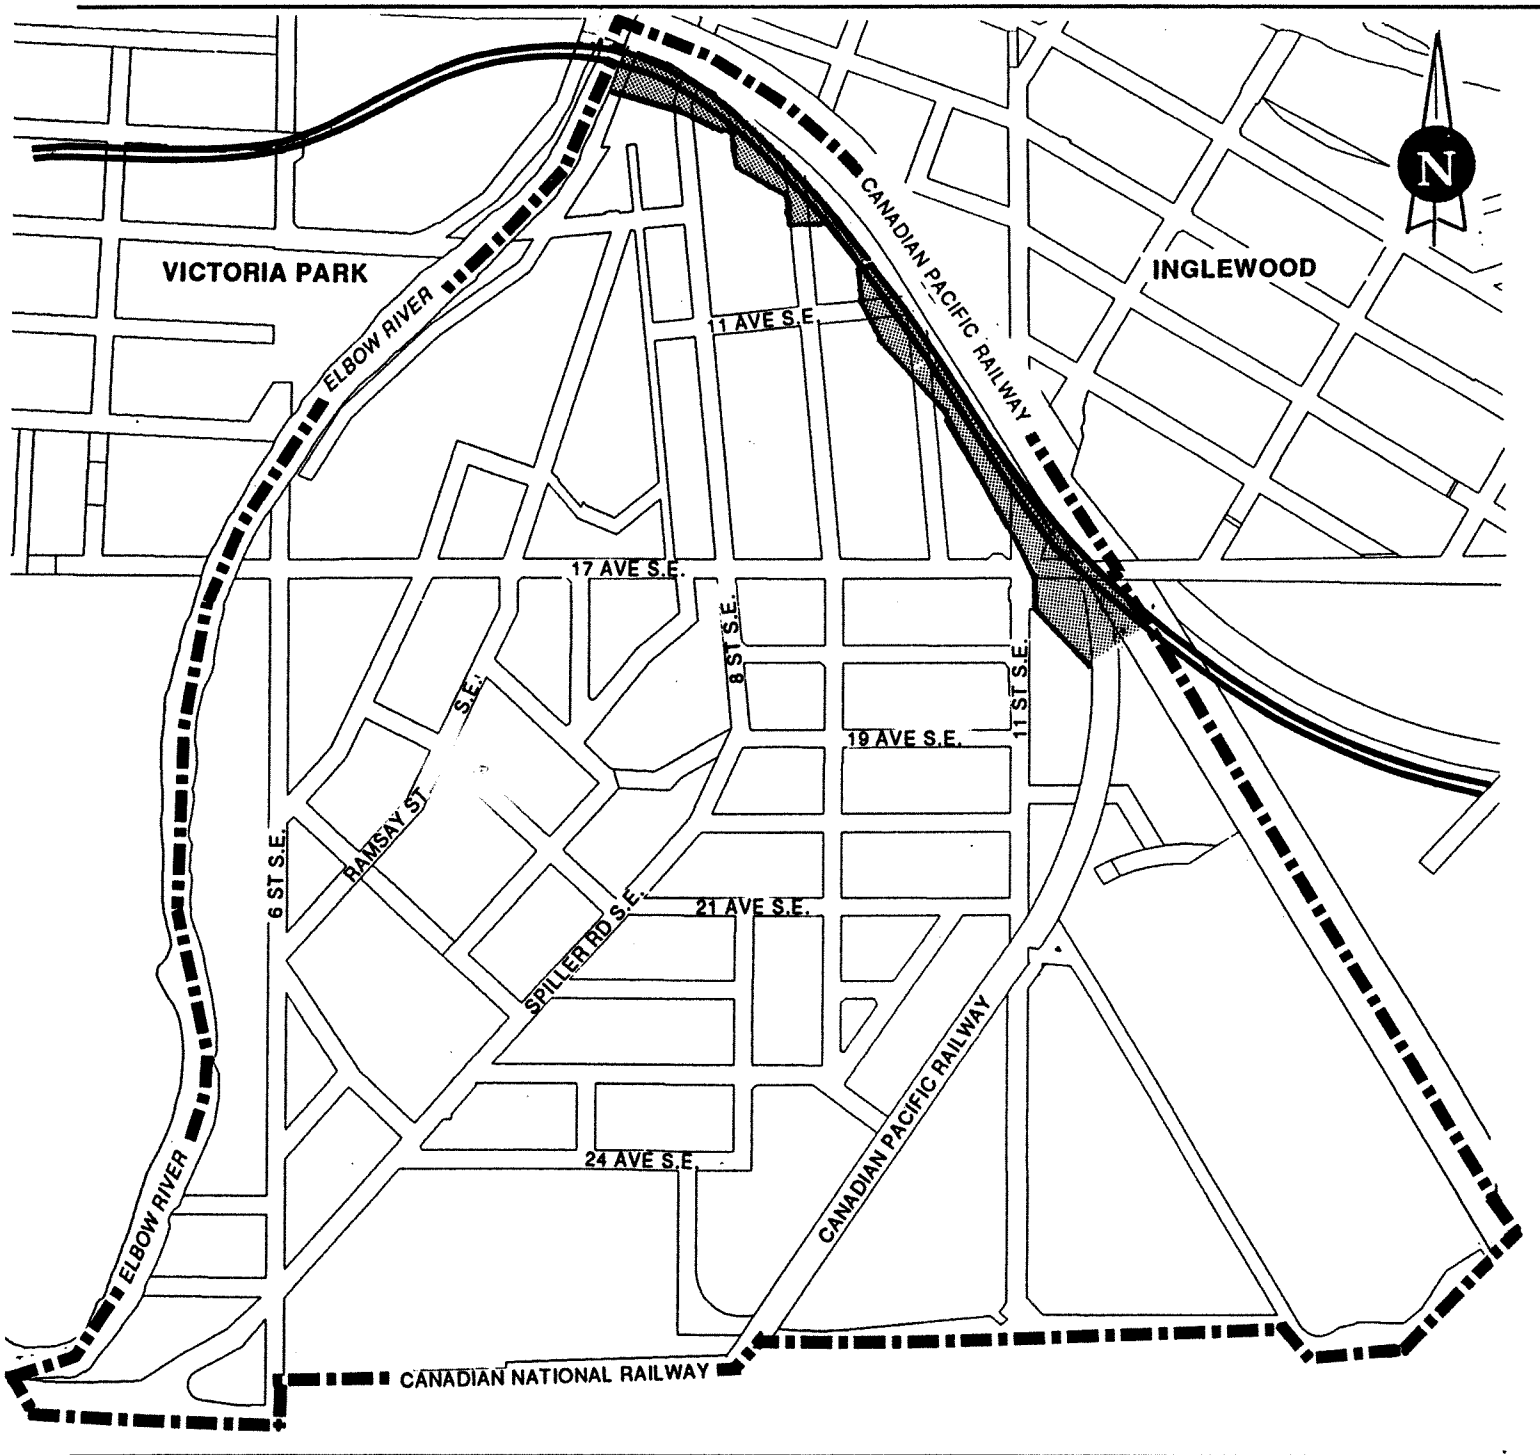 N
VICTORIA PARK
INGLEWOOD
CANADIAN PACIFIC RAILWAY
ELBOW RIVER
11 AVE S.E.
17 AVE S.E.
8 ST S.E.
11 ST S.E.
S.E.
RAMSAY ST
19 AVE S.E.
6 ST S.E.
21 AVE S.E.
SPILLER RD S.E.
CANADIAN PACIFIC RAILWAY
24 AVE S.E.
ELBOW RIVER
CANADIAN NATIONAL RAILWAY